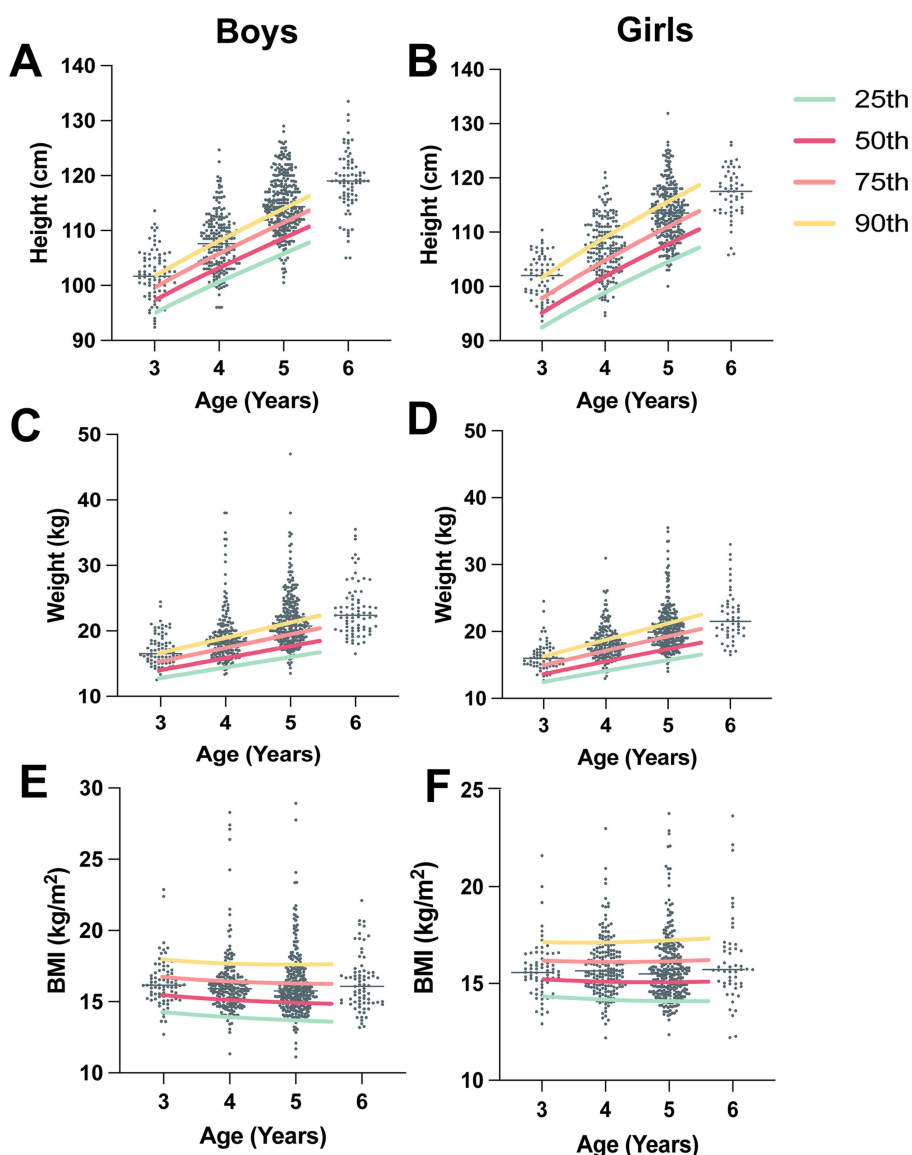 Boys
Girls
A
Height (cm)
140
130
120
110
100
90
3 4 5 6
Age (Years)
B
Height (cm)
140
130
120
110
100
90
3 4 5 6
Age (Years)
25th
50th
75th
90th
C
Weight (kg)
50
40
30
20
10
3 4 5 6
Age (Years)
D
Weight (kg)
50
40
30
20
10
3 4 5 6
Age (Years)
E
BMI (kg/m²)
30
25
20
15
10
3 4 5 6
Age (Years)
F
BMI (kg/m²)
25
20
15
10
3 4 5 6
Age (Years)